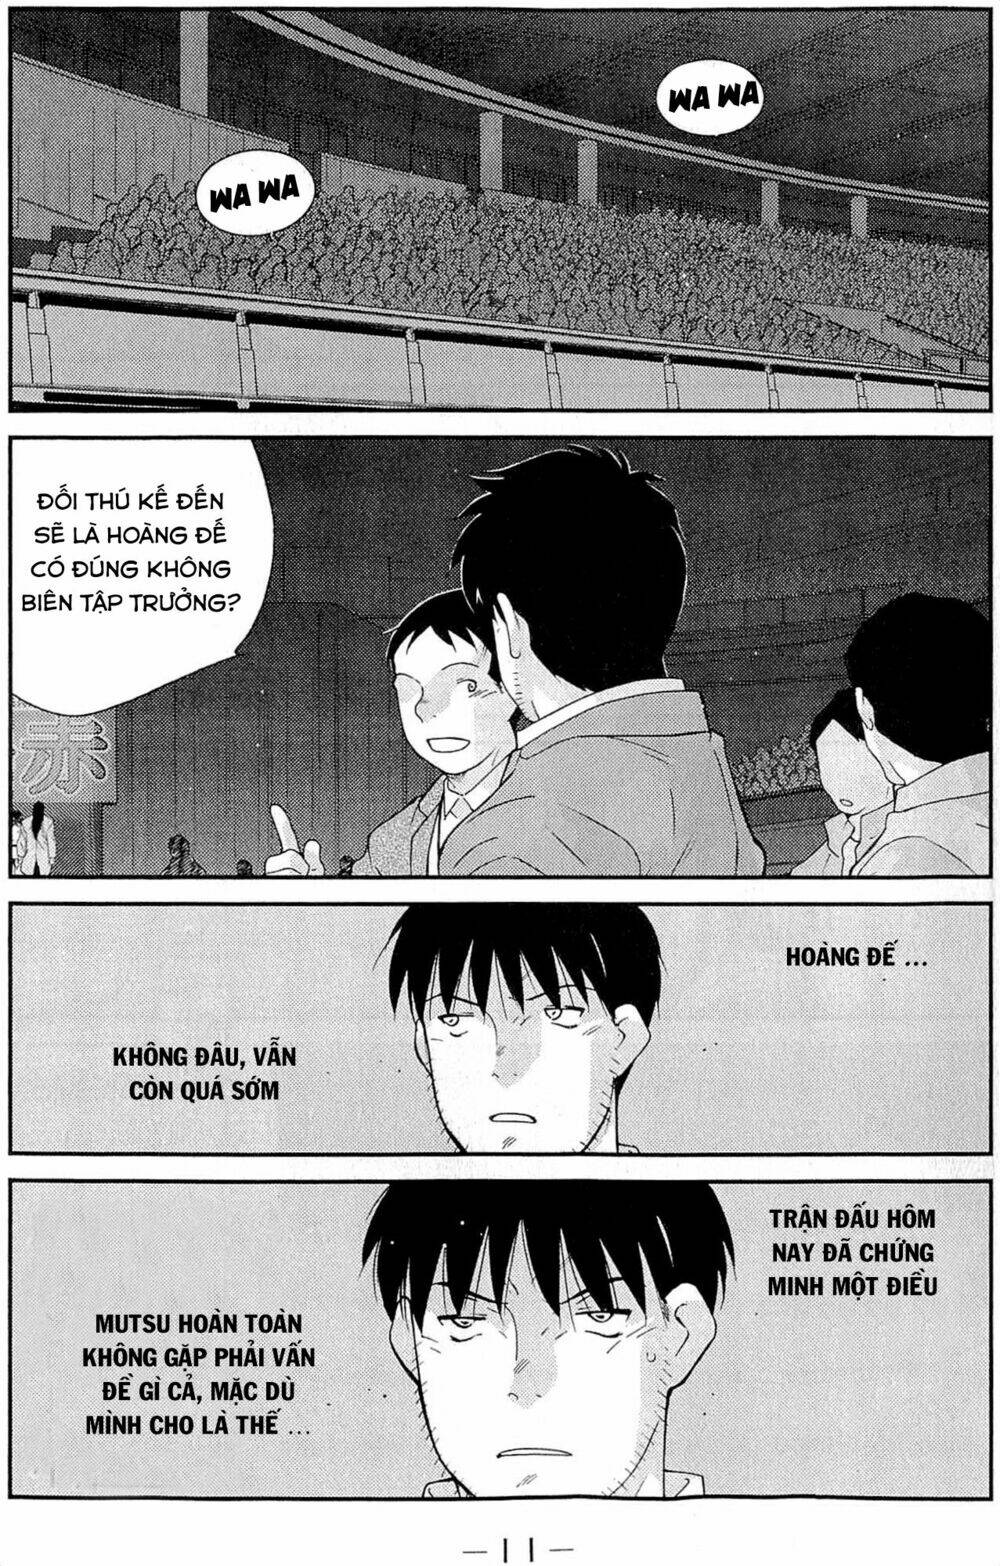 WA WA
WA WA
ĐỐI THÚ KẾ ĐẾN
SẼ LÀ HOÀNG ĐẾ
CÓ ĐÚNG KHÔNG
BIÊN TẬP TRƯỞNG?
赤
HOÀNG ĐẾ ...
KHÔNG ĐÂU, VẪN
CÒN QUÁ SỚM
TRẬN ĐẤU HÔM
NAY ĐÃ CHỨNG
MINH MỘT ĐIỀU
MUTSU HOÀN TOÀN
KHÔNG GẶP PHẢI VẤN
ĐỀ GÌ CẢ, MẶC DÙ
MÌNH CHO LÀ THẾ ...
— 11 —